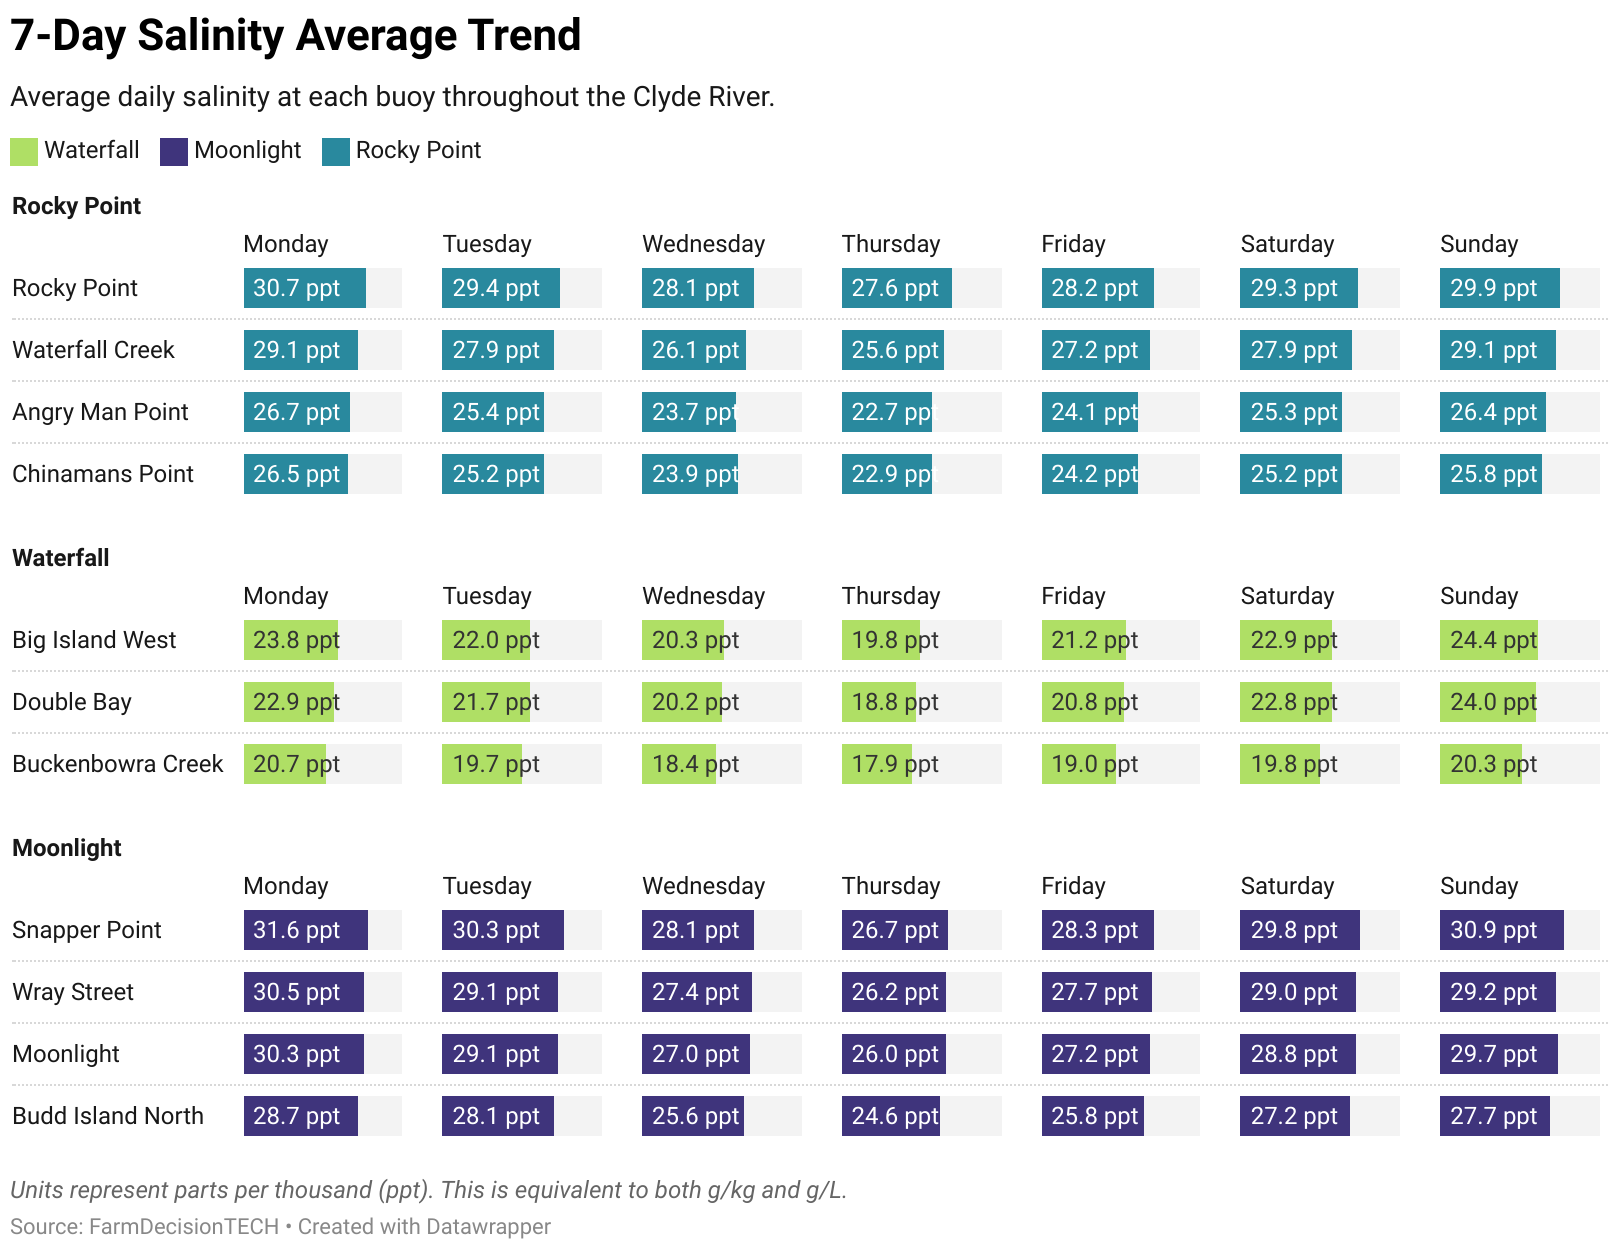 7-Day Salinity Average Trend
Average daily salinity at each buoy throughout the Clyde River.
Waterfall Moonlight Rocky Point
Rocky Point
Monday Tuesday Wednesday Thursday Friday Saturday Sunday
Rocky Point 30.7 ppt 29.4 ppt 28.1 ppt 27.6 ppt 28.2 ppt 29.3 ppt 29.9 ppt
Waterfall Creek 29.1 ppt 27.9 ppt 26.1 ppt 25.6 ppt 27.2 ppt 27.9 ppt 29.1 ppt
Angry Man Point 26.7 ppt 25.4 ppt 23.7 ppt 22.7 ppt 24.1 ppt 25.3 ppt 26.4 ppt
Chinamans Point 26.5 ppt 25.2 ppt 23.9 ppt 22.9 ppt 24.2 ppt 25.2 ppt 25.8 ppt
Waterfall
Monday Tuesday Wednesday Thursday Friday Saturday Sunday
Big Island West 23.8 ppt 22.0 ppt 20.3 ppt 19.8 ppt 21.2 ppt 22.9 ppt 24.4 ppt
Double Bay 22.9 ppt 21.7 ppt 20.2 ppt 18.8 ppt 20.8 ppt 22.8 ppt 24.0 ppt
Buckenbowra Creek 20.7 ppt 19.7 ppt 18.4 ppt 17.9 ppt 19.0 ppt 19.8 ppt 20.3 ppt
Moonlight
Monday Tuesday Wednesday Thursday Friday Saturday Sunday
Snapper Point 31.6 ppt 30.3 ppt 28.1 ppt 26.7 ppt 28.3 ppt 29.8 ppt 30.9 ppt
Wray Street 30.5 ppt 29.1 ppt 27.4 ppt 26.2 ppt 27.7 ppt 29.0 ppt 29.2 ppt
Moonlight 30.3 ppt 29.1 ppt 27.0 ppt 26.0 ppt 27.2 ppt 28.8 ppt 29.7 ppt
Budd Island North 28.7 ppt 28.1 ppt 25.6 ppt 24.6 ppt 25.8 ppt 27.2 ppt 27.7 ppt
Units represent parts per thousand (ppt). This is equivalent to both g/kg and g/L.
Source: FarmDecisionTECH • Created with Datawrapper